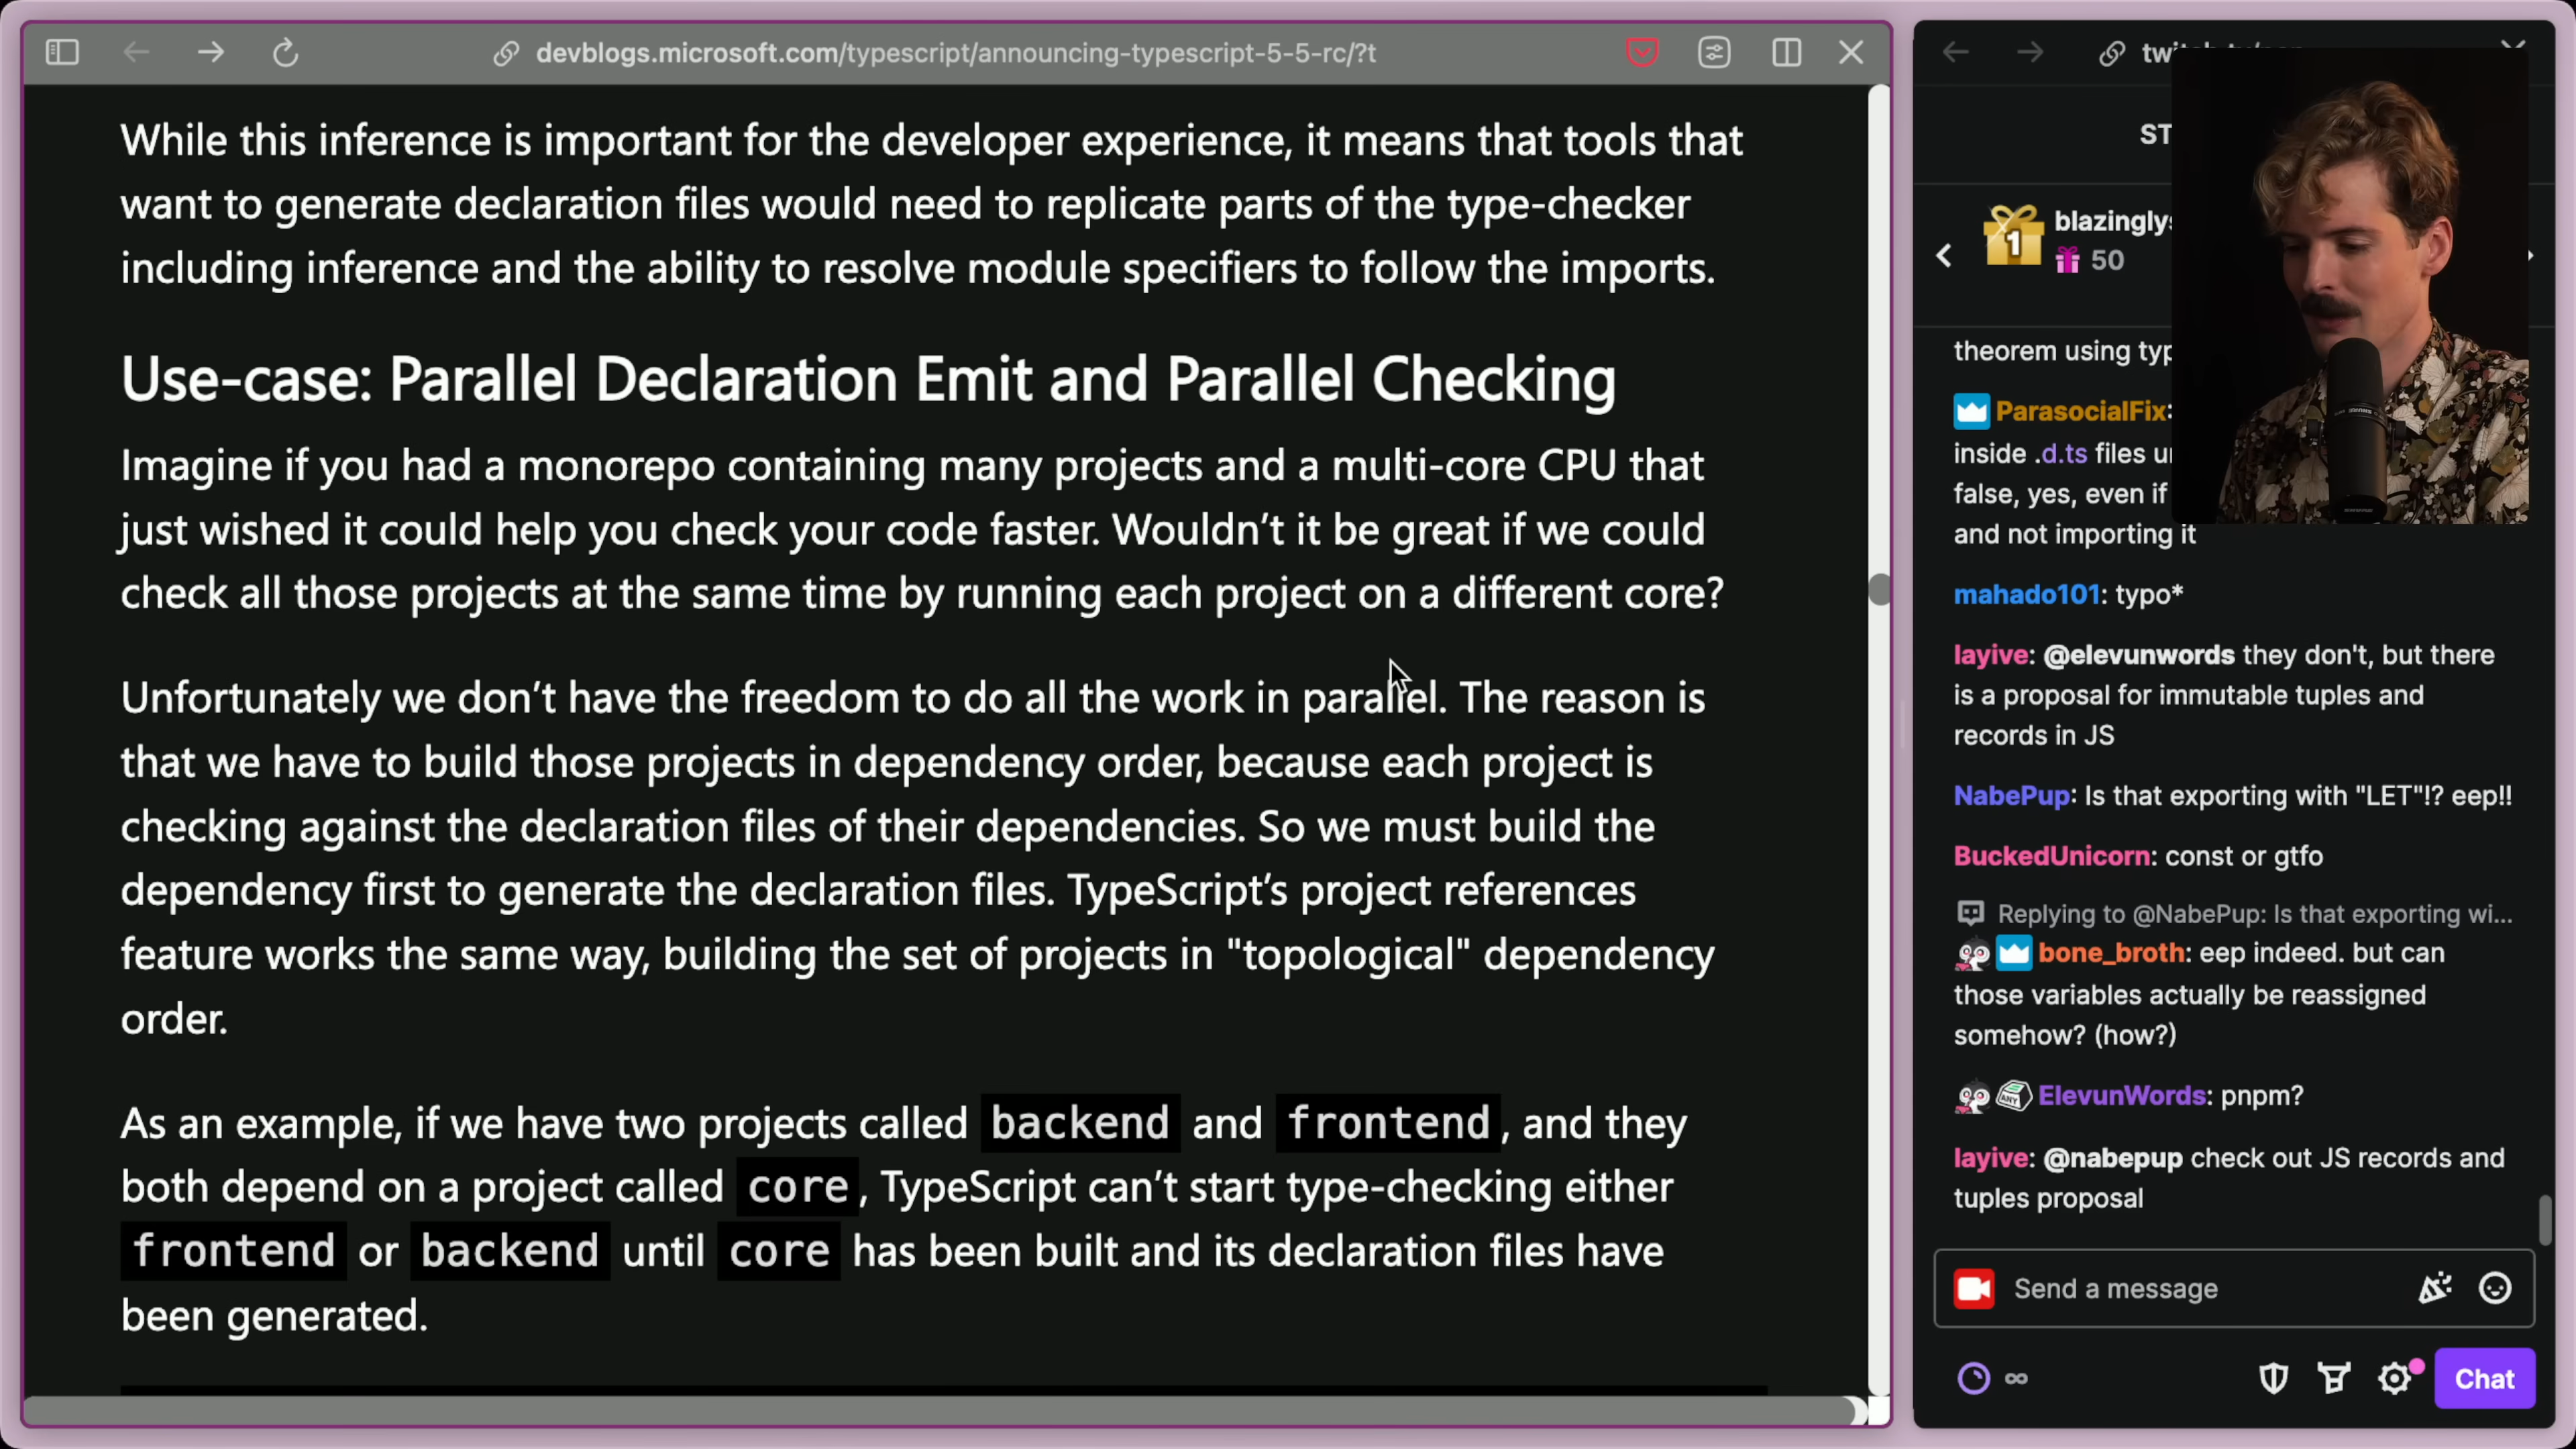 devblogs.microsoft.com/typescript/announcing-typescript-5-5-rc/?t
While this inference is important for the developer experience, it means that tools that
want to generate declaration files would need to replicate parts of the type-checker
including inference and the ability to resolve module specifiers to follow the imports.
Use-case: Parallel Declaration Emit and Parallel Checking
Imagine if you had a monorepo containing many projects and a multi-core CPU that
just wished it could help you check your code faster. Wouldn’t it be great if we could
check all those projects at the same time by running each project on a different core?
Unfortunately we don’t have the freedom to do all the work in parallel. The reason is
that we have to build those projects in dependency order, because each project is
checking against the declaration files of their dependencies. So we must build the
dependency first to generate the declaration files. TypeScript’s project references
feature works the same way, building the set of projects in "topological" dependency
order.
As an example, if we have two projects called backend and frontend, and they
both depend on a project called core, TypeScript can’t start type-checking either
frontend or backend until core has been built and its declaration files have
been generated.
1
50
theorem using
ParasocialFix:
inside .d.ts files
false, yes, even if
and not importing it
mahado101: typo*
layive: @elevunwords they don't, but there
is a proposal for immutable tuples and
records in JS
NabePup: Is that exporting with "LET"!? eep!!
BuckedUnicorn: const or gtfo
Replying to @NabePup: Is that exporting wi...
bone_broth: eep indeed. but can
those variables actually be reassigned
somehow? (how?)
ANY ElevunWords: pnpm?
layive: @nabepup check out JS records and
tuples proposal
Send a message
∞
Chat